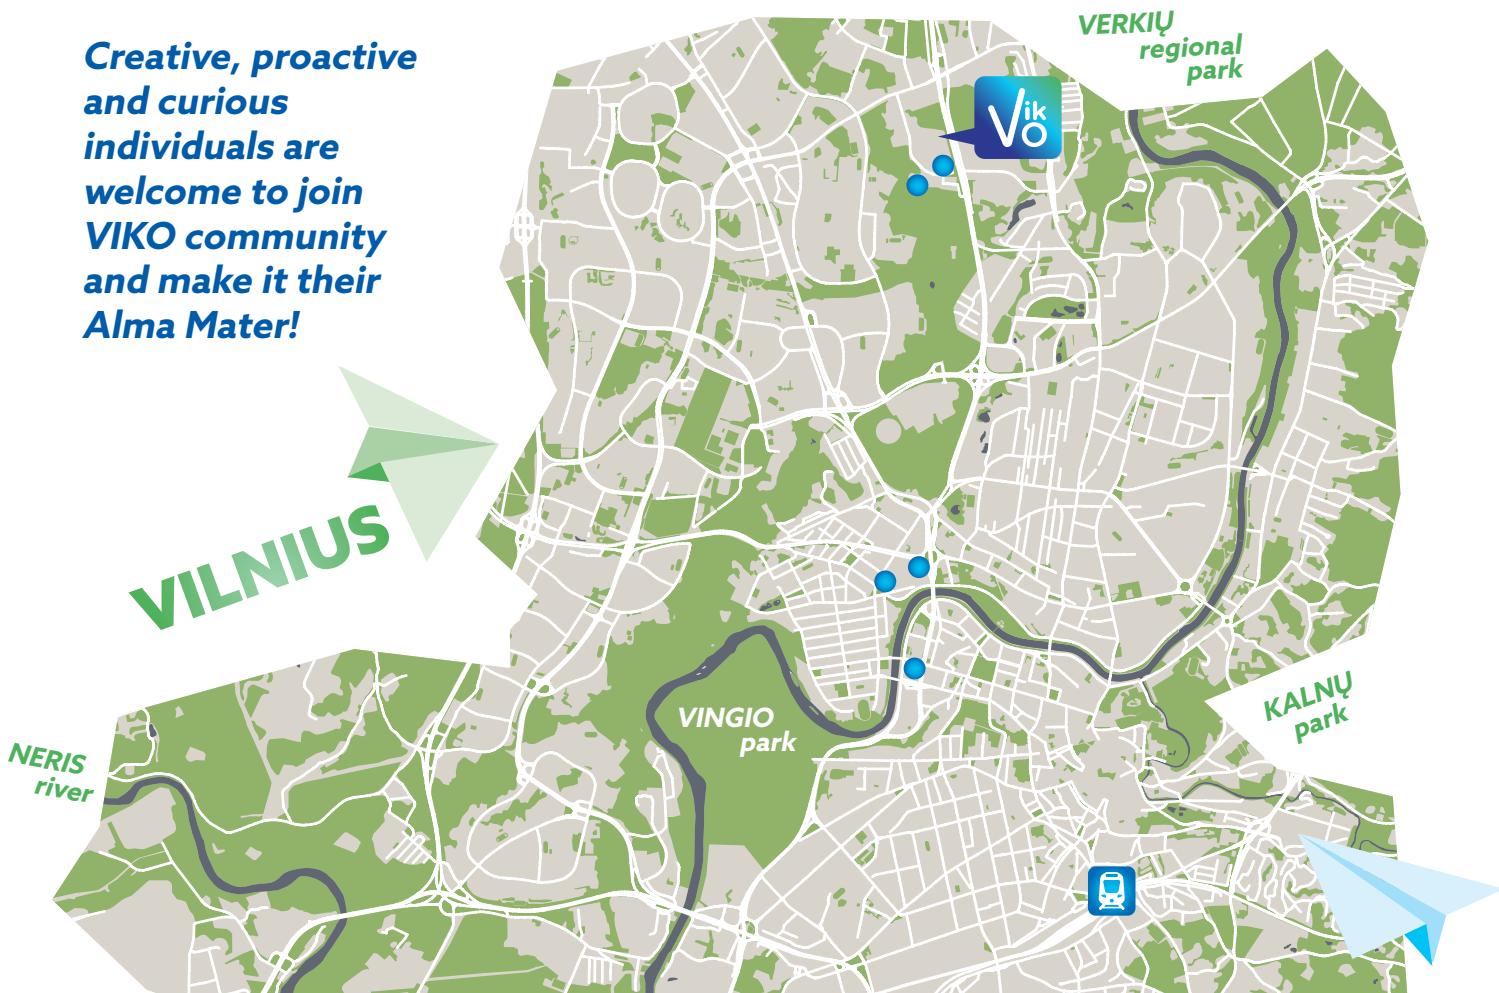 Creative, proactive
and curious
individuals are
welcome to join
VIKO community
and make it their
Alma Mater!
VERKIŲ
regional
park
Vik
o
VILNIUS
VINGIO
park
KALNŲ
park
NERIS
river